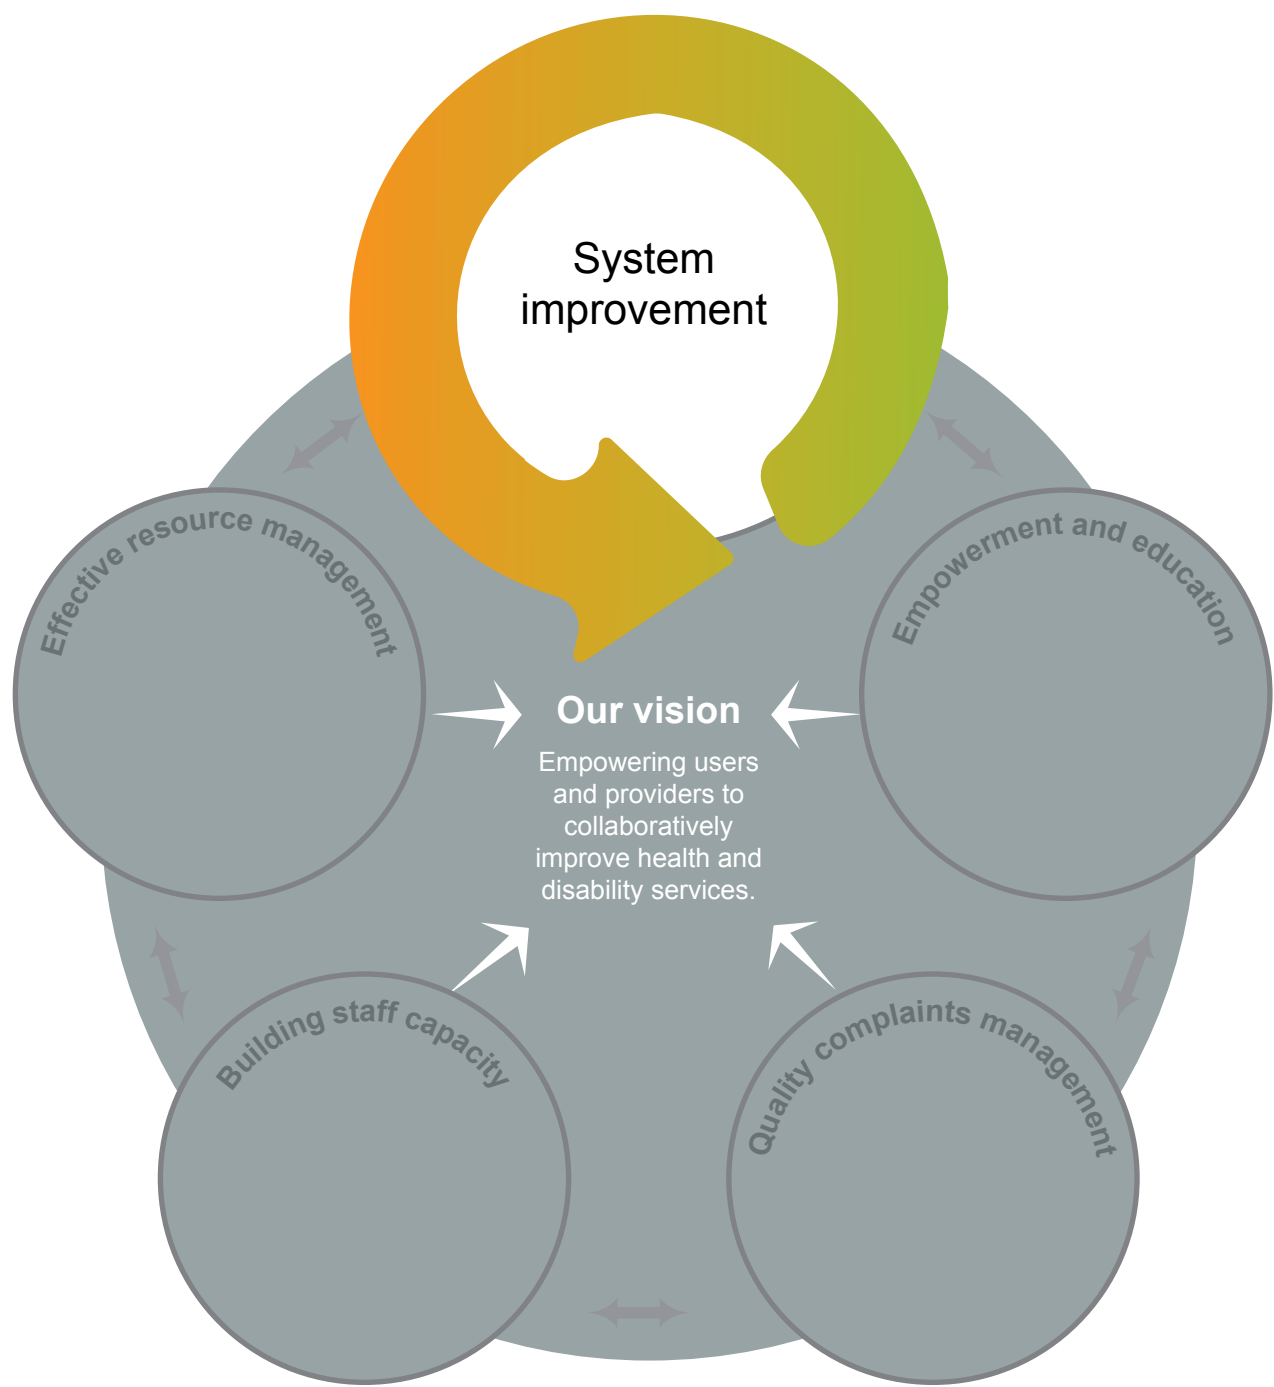 System
improvement
Effective resource management
Empowerment and education
Our vision
Empowering users
and providers to
collaboratively
improve health and
disability services.
Building staff capacity
Quality complaints management